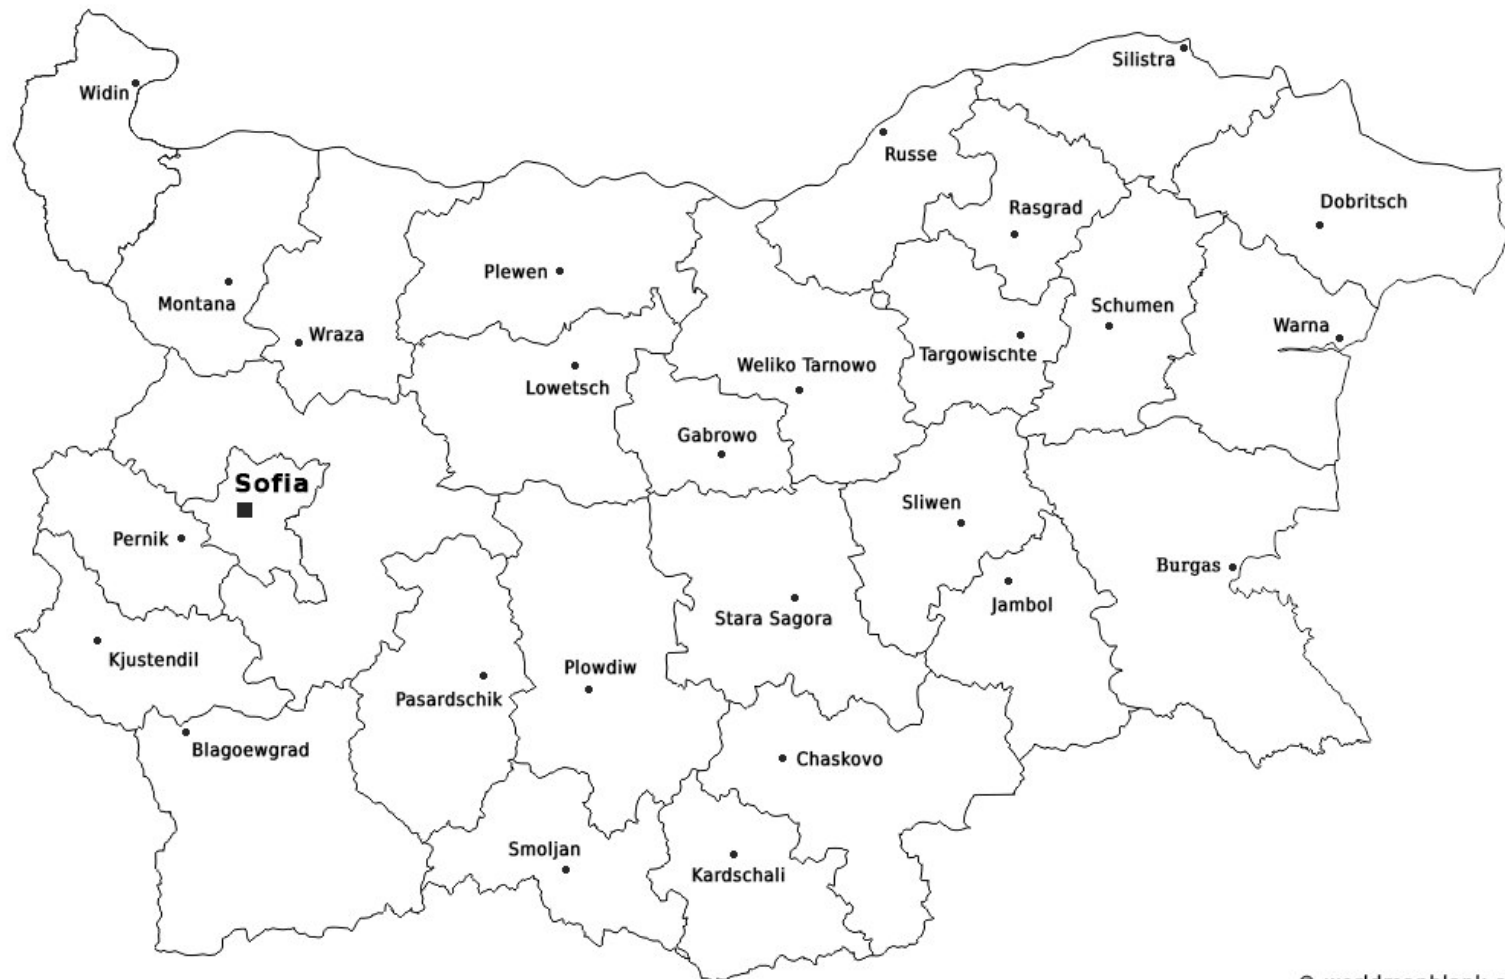 Silistra
Widin
Russe
Dobritsch
Rasgrad
Plewen
Montana
Schumen
Wraza
Warna
Targowischte
Weliko Tarnowo
Lowetsch
Gabrowo
Sofia
Sliwen
Pernik
Burgas
Jambol
Stara Sagora
Kjustendil
Plowdiw
Pasardschik
Blagoewgrad
Chaskovo
Smoljan
Kardschali